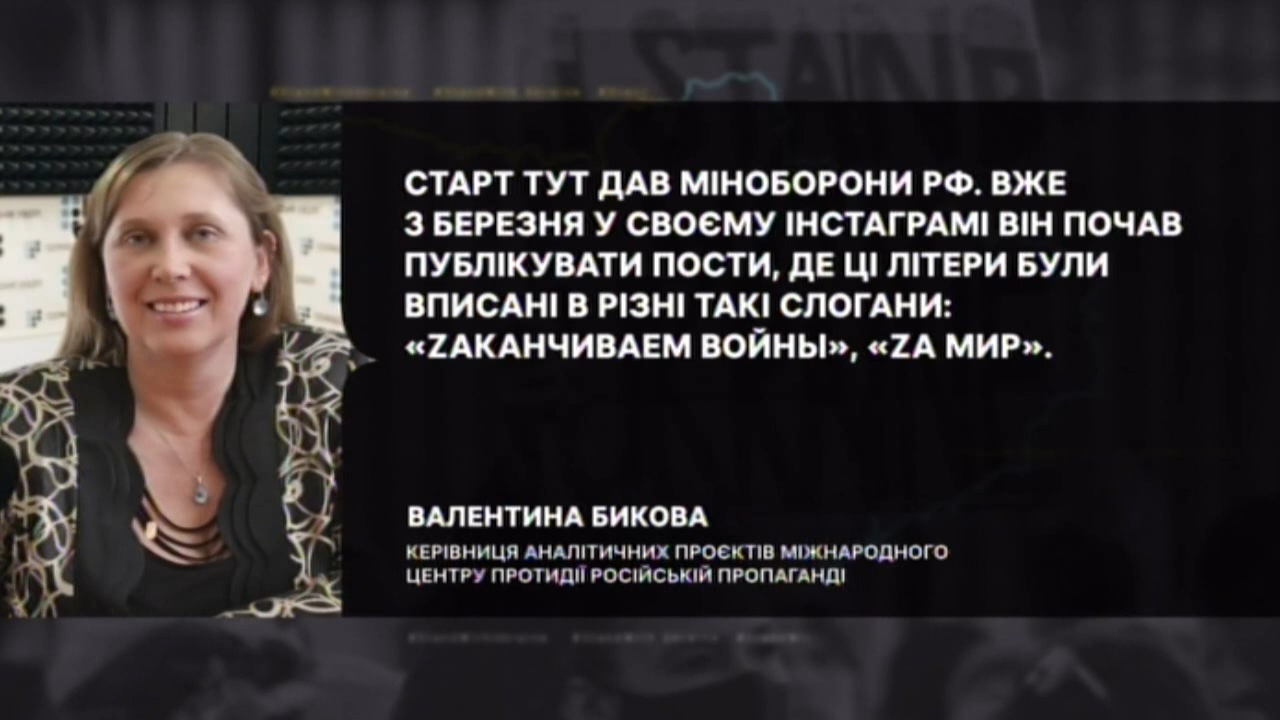 STAND
СТАРТ ТУТ ДАВ МІНОБОРОНИ РФ. ВЖЕ
З БЕРЕЗНЯ У СВОЄМУ ІНСТАГРАМІ ВІН ПОЧАВ
ПУБЛІКУВАТИ ПОСТИ, ДЕ ЦІ ЛІТЕРИ БУЛИ
ВПИСАНІ В РІЗНІ ТАКІ СЛОГАНИ:
«ZАКАНЧИВАЕМ ВОЙНЫ», «ZА МИР».
ВАЛЕНТИНА БИКОВА
КЕРІВНИЦЯ АНАЛІТИЧНИХ ПРОЄКТІВ МІЖНАРОДНОГО
ЦЕНТРУ ПРОТИДІЇ РОСІЙСЬКІЙ ПРОПАГАНДІ